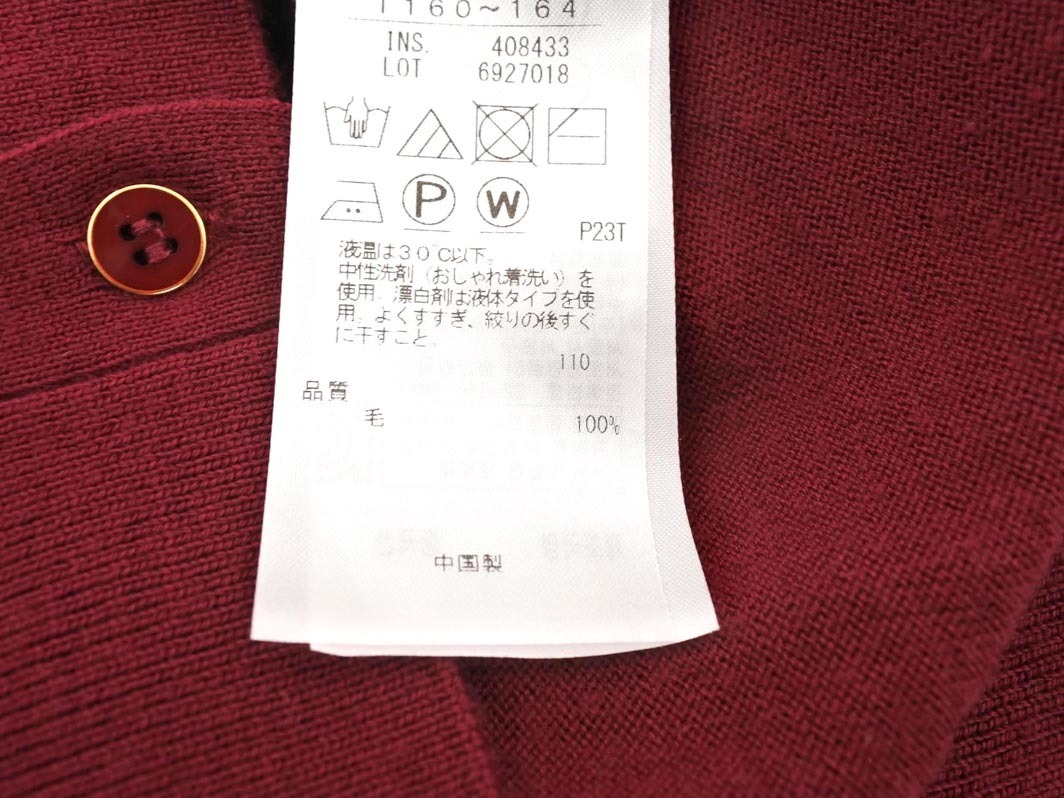 1160～164
INS. 408433
LOT 6927018
P
W
P23T
液温は30℃以下。
中性洗剤（おしゃれ着洗い）を
使用。漂白剤は液体タイプを使
用。よくすすぎ、絞りの後すぐ
に干すこと。
110
品質
毛 100%
中国製